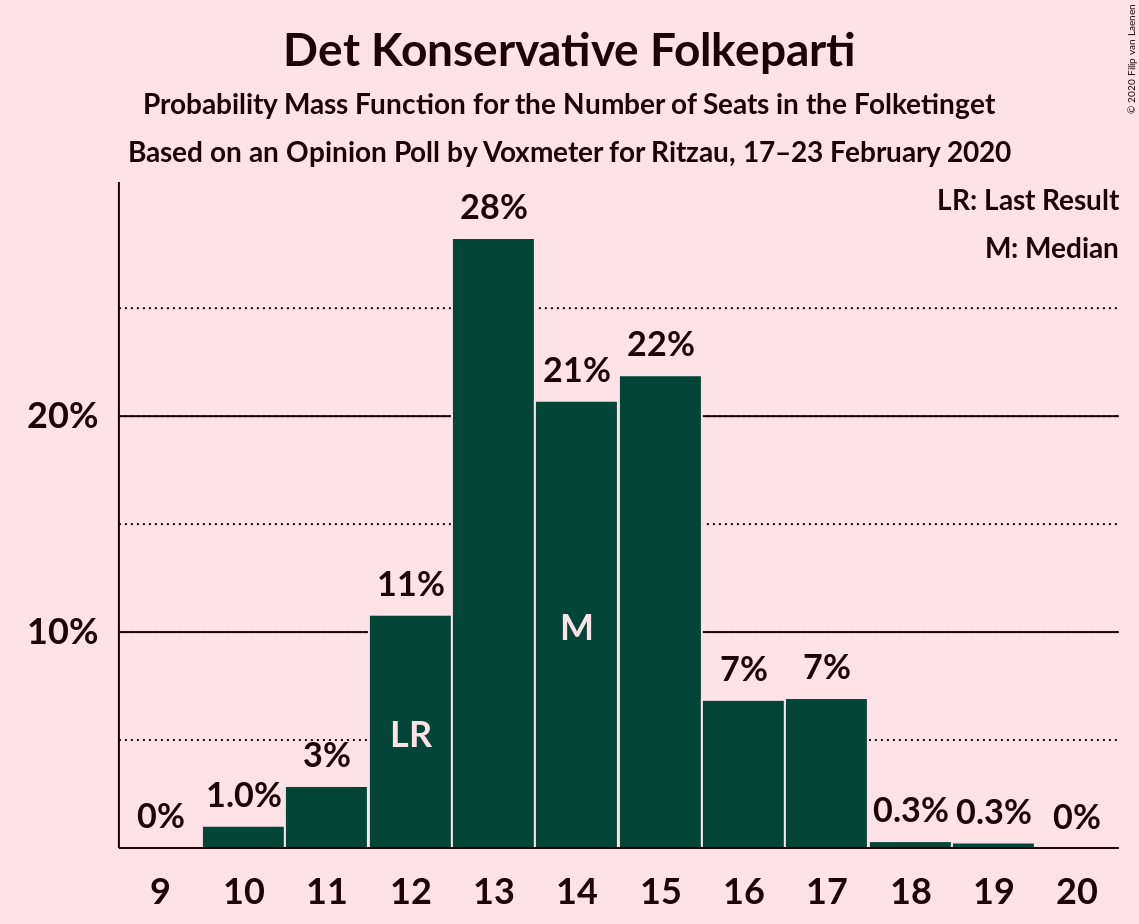 Det Konservative Folkeparti
Probability Mass Function for the Number of Seats in the Folketinget
Based on an Opinion Poll by Voxmeter for Ritzau, 17–23 February 2020
© 2020 Filip van Laenen
LR: Last Result
M: Median
20%
10%
0%
1.0%
3%
11%
28%
21%
22%
7%
7%
0.3%
0.3%
0%
LR
M
9 10 11 12 13 14 15 16 17 18 19 20